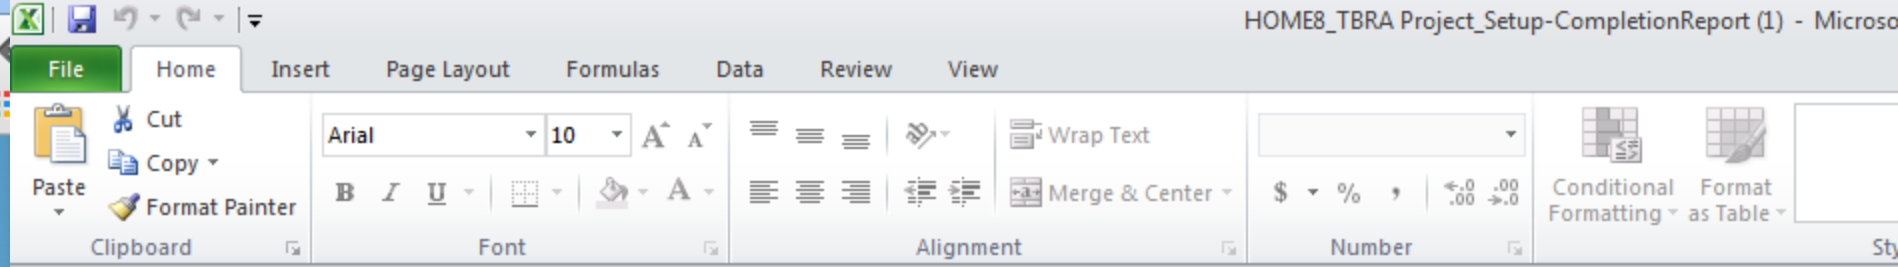 HOME8_TBRA Project_Setup-CompletionReport (1) - Microso
File Home Insert Page Layout Formulas Data Review View
Paste
Cut
Copy
Format Painter
Clipboard
Arial 10
B I U A
Font
Wrap Text
Merge & Center
Alignment
$ % ,
Number
Conditional Formatting
Format as Table
Sty